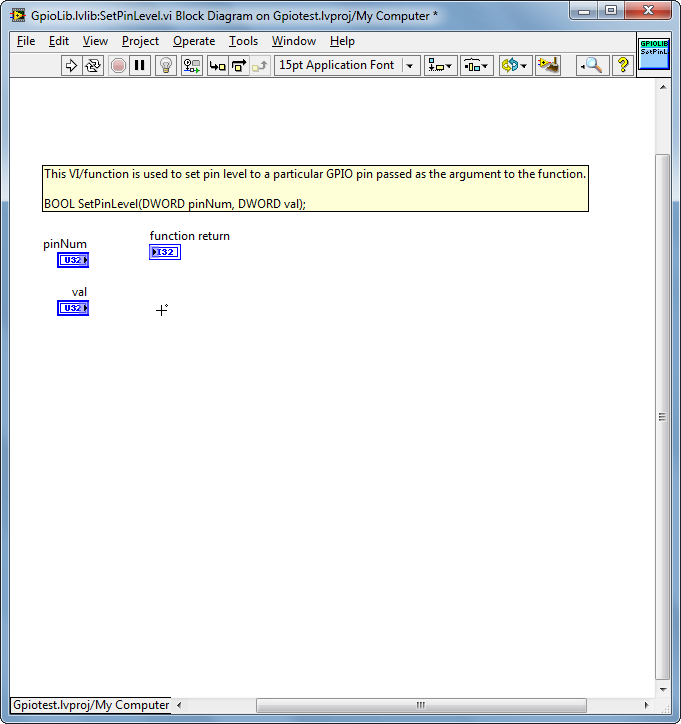 GpioLib.lvlib:SetPinLevel.vi Block Diagram on Gpiotest.lvproj/My Computer *
File Edit View Project Operate Tools Window Help
GPIOLIB
SetPinL
15pt Application Font
?
This VI/function is used to set pin level to a particular GPIO pin passed as the argument to the function.
BOOL SetPinLevel(DWORD pinNum, DWORD val);
pinNum
U32
function return
I32
val
U32
Gpiotest.lvproj/My Computer